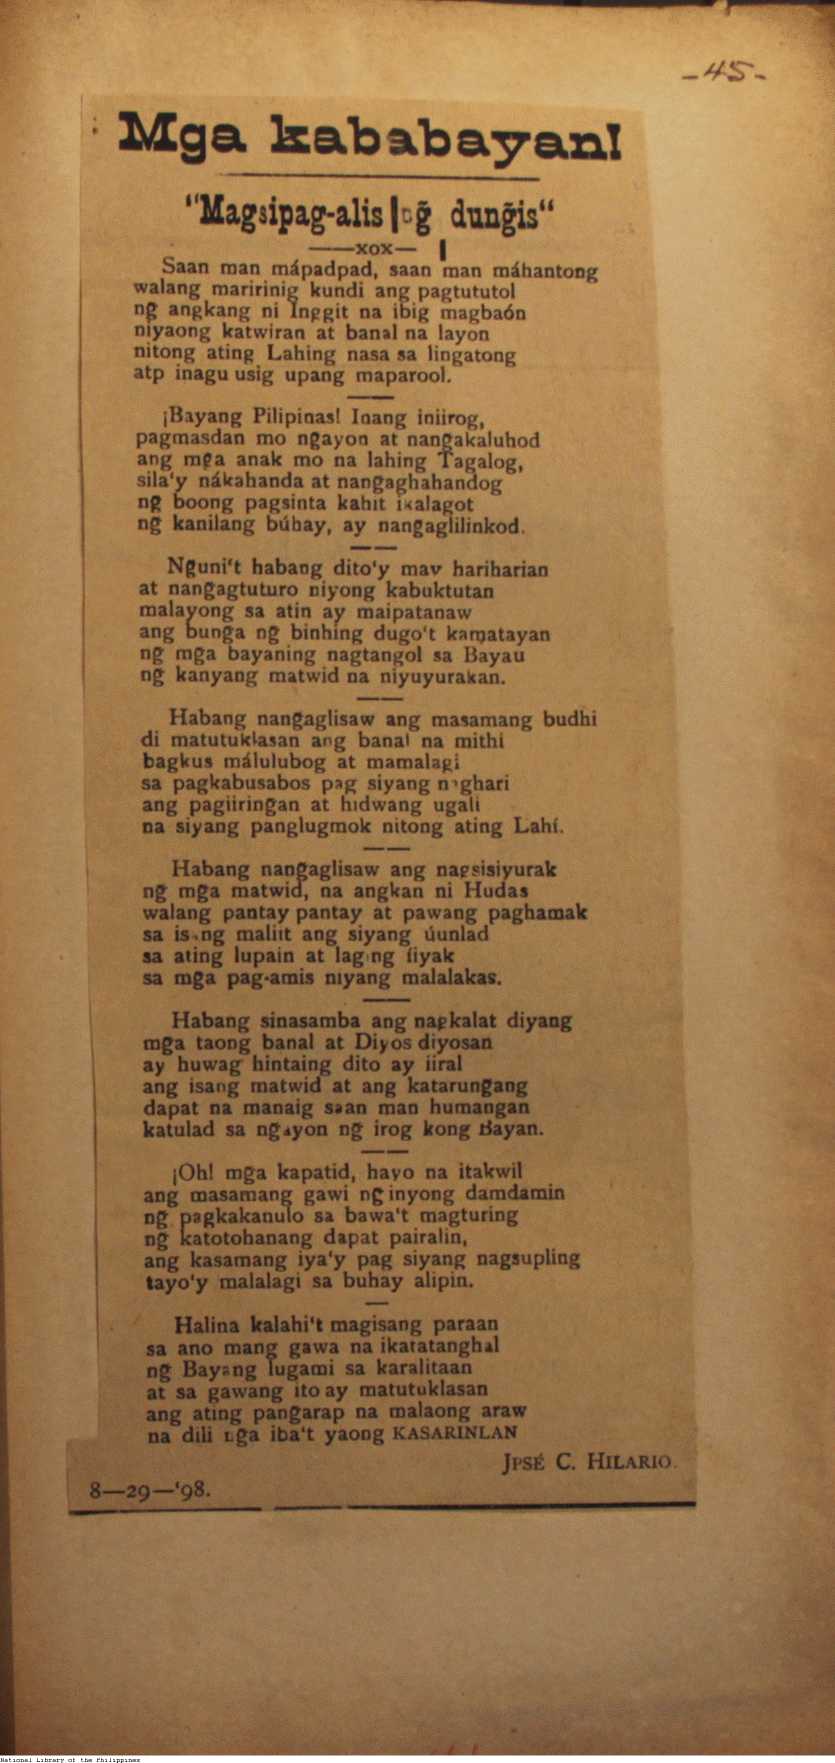 -45-
Mga kababayan!
"Magsipag-alis ng̃ dung̃is"
——xox—
Saan man mápadpad, saan man máhantong
walang maririnig kundi ang pagtututol
ng angkang ni Inggit na ibig magbaón
niyaong katwiran at banal na layon
nitong ating Lahing nasa sa lingatong
atp inagu usig upang maparool.
¡Bayang Pilipinas! Inang iniirog,
pagmasdan mo ngayon at nangakaluhod
ang mga anak mo na lahing Tagalog,
sila'y nákahanda at nangaghahandog
ng boong pagsinta kahit ikalagot
ng kanilang búhay, ay nangaglilinkod.
Nguni't habang dito'y may hariharian
at nangagtuturo niyong kabuktutan
malayong sa atin ay maipatanaw
ang bunga ng binhing dugo't kamatayan
ng mga bayaning nagtangol sa Bayau
ng kanyang matwid na niyuyurakan.
Habang nangaglisaw ang masamang budhi
di matutuklasan ang banal na mithi
bagkus málulubog at mamalagi
sa pagkabusabos pag siyang naghari
ang pagiiringan at hidwang ugali
na siyang panglugmok nitong ating Lahí.
Habang nangaglisaw ang nagsisiyurak
ng mga matwid, na angkan ni Hudas
walang pantay pantay at pawang paghamak
sa isang maliit ang siyang úunlad
sa ating lupain at laging iiyak
sa mga pag-amis niyang malalakas.
Habang sinasamba ang nagkalat diyang
mga taong banal at Diyos diyosan
ay huwag hintaing dito ay iiral
ang isang matwid at ang katarungang
dapat na manaig saan man humangan
katulad sa ngayon ng irog kong Bayan.
¡Oh! mga kapatid, hayo na itakwil
ang masamang gawi ng inyong damdamin
ng pagkakanulo sa bawa't magturing
ng katotohanang dapat pairalin,
ang kasamang iya'y pag siyang nagsupling
tayo'y malalagi sa buhay alipin.
Halina kalahi't magisang paraan
sa ano mang gawa na ikatatanghal
ng Bayang lugami sa karalitaan
at sa gawang ito ay matutuklasan
ang ating pangarap na malaong araw
na dili nga iba't yaong KASARINLAN
JPSÉ C. HILARIO.
8—29—'98.
National Library of the Philippines